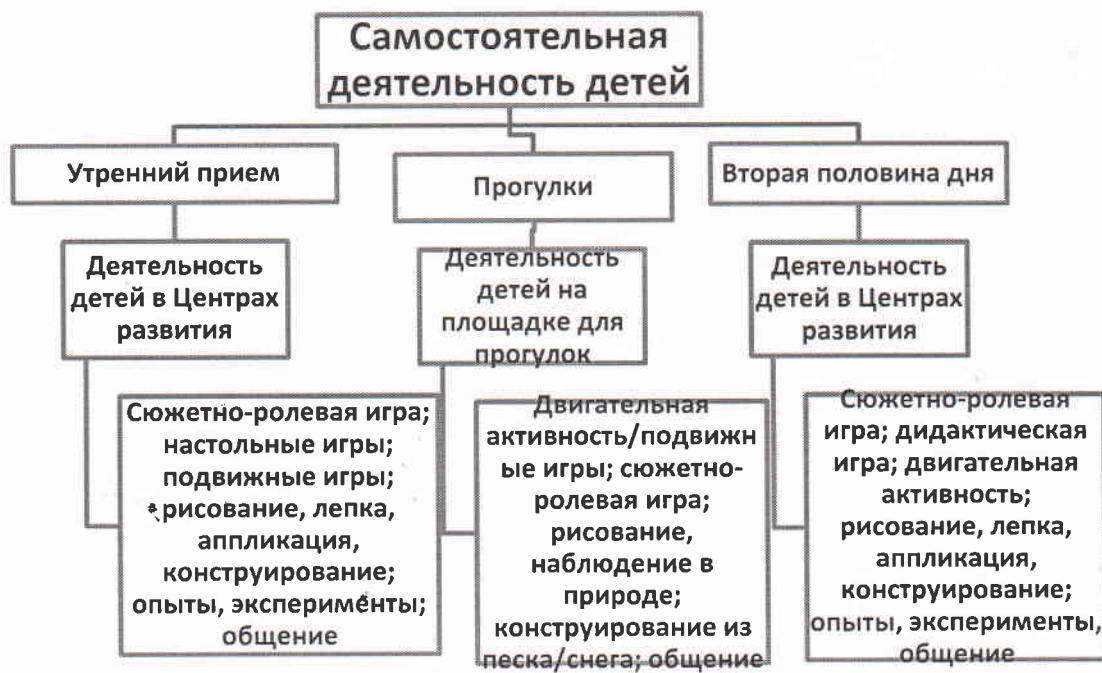 Самостоятельная
деятельность детей
Утренний прием
Прогулки
Вторая половина дня
Деятельность
детей в Центрах
развития
Деятельность
детей на
площадке для
прогулок
Деятельность
детей в Центрах
развития
Сюжетно-ролевая игра;
настольные игры;
подвижные игры;
рисование, лепка,
аппликация,
конструирование;
опыты, эксперименты;
общение
Двигательная
активность/подвижн
ые игры; сюжетно-
ролевая игра;
рисование,
наблюдение в
природе;
конструирование из
песка/снега; общение
Сюжетно-ролевая
игра; дидактическая
игра; двигательная
активность;
рисование, лепка,
аппликация,
конструирование;
опыты, эксперименты,
общение